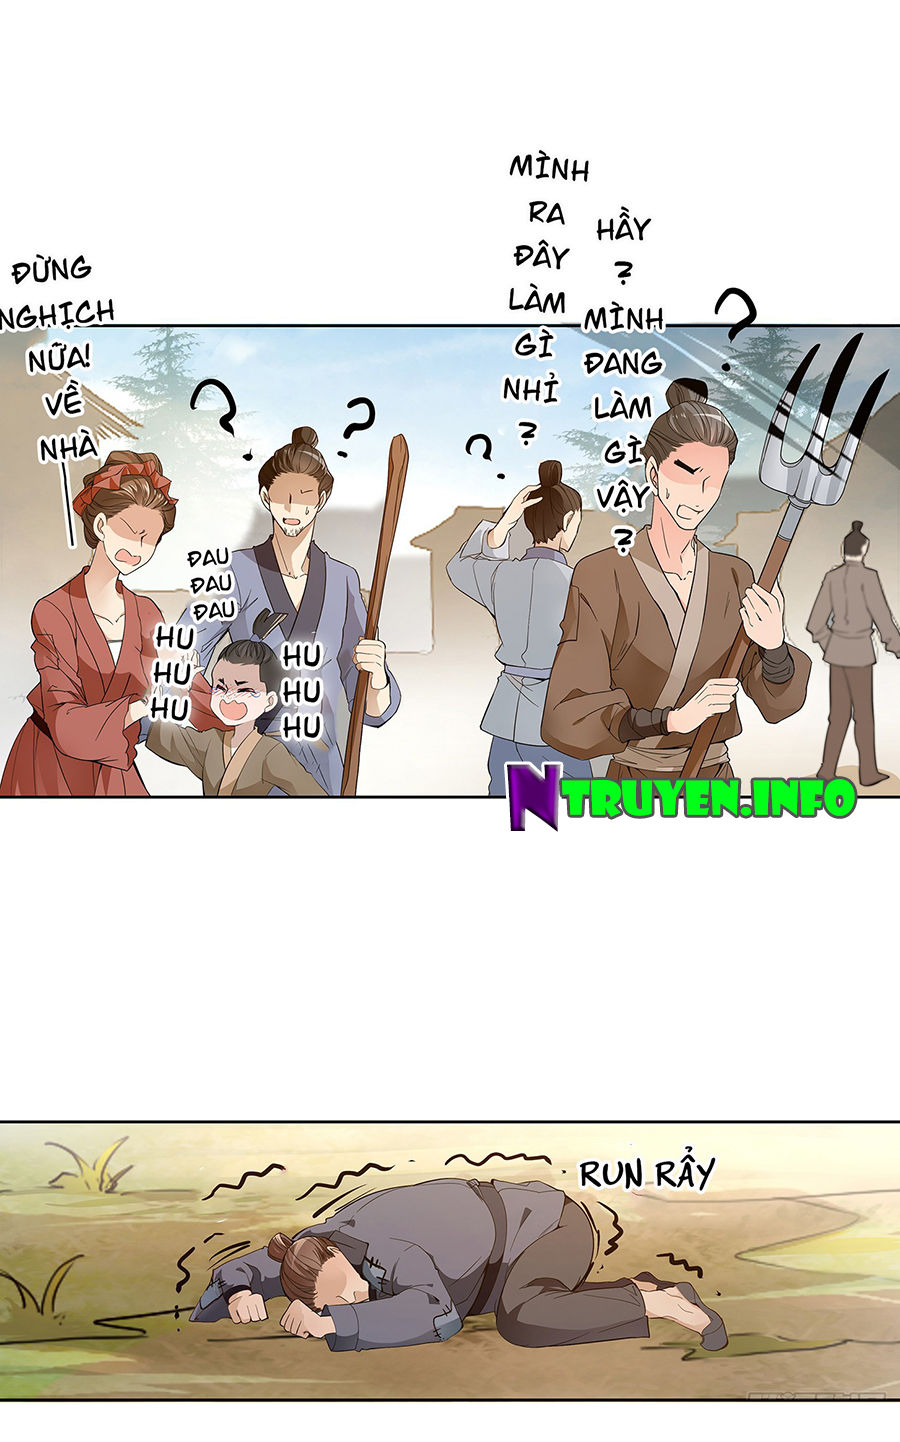 ĐỪNG
NGHỊCH
NỮA!
VỀ
NHÀ
MÌNH
RA
ĐÂY
LÀM
GÌ
NHỈ
?
HẦY
?
MÌNH
ĐANG
LÀM
GÌ
VẬY
?
? ? ? ? ?
ĐAU
ĐAU
ĐAU
HU
HU
HU
HU
HU
HU
NTRUYEN.INFO
RUN RẨY